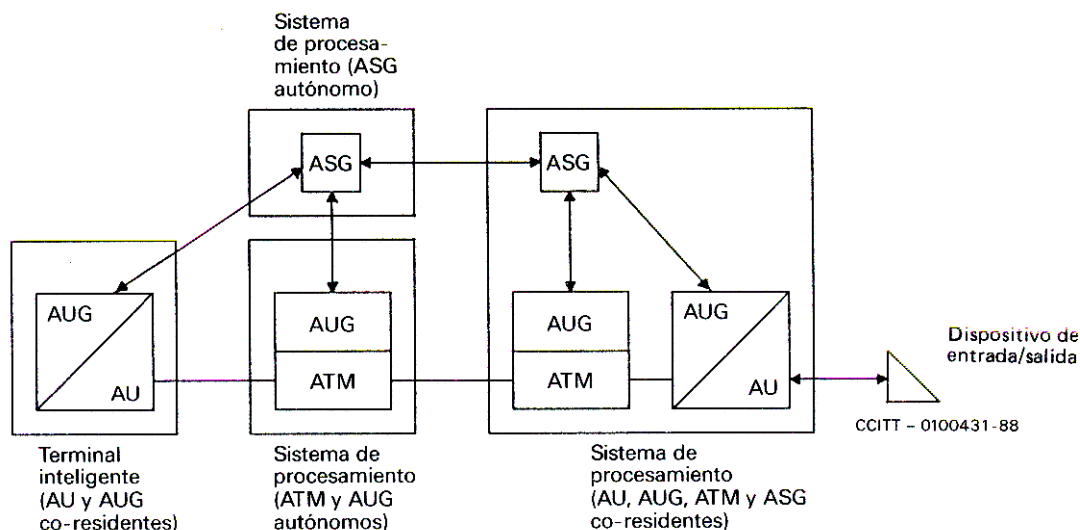 Sistema
de procesa-
miento (ASG
autónomo)
ASG
ASG
AUG
AU
AUG
ATM
AUG
ATM
AUG
AU
Dispositivo de
entrada/salida
CCITT – 0100431-88
Terminal
inteligente
(AU y AUG
co-residentes)
Sistema de
procesamiento
(ATM y AUG
autónomos)
Sistema de
procesamiento
(AU, AUG, ATM y ASG
co-residentes)